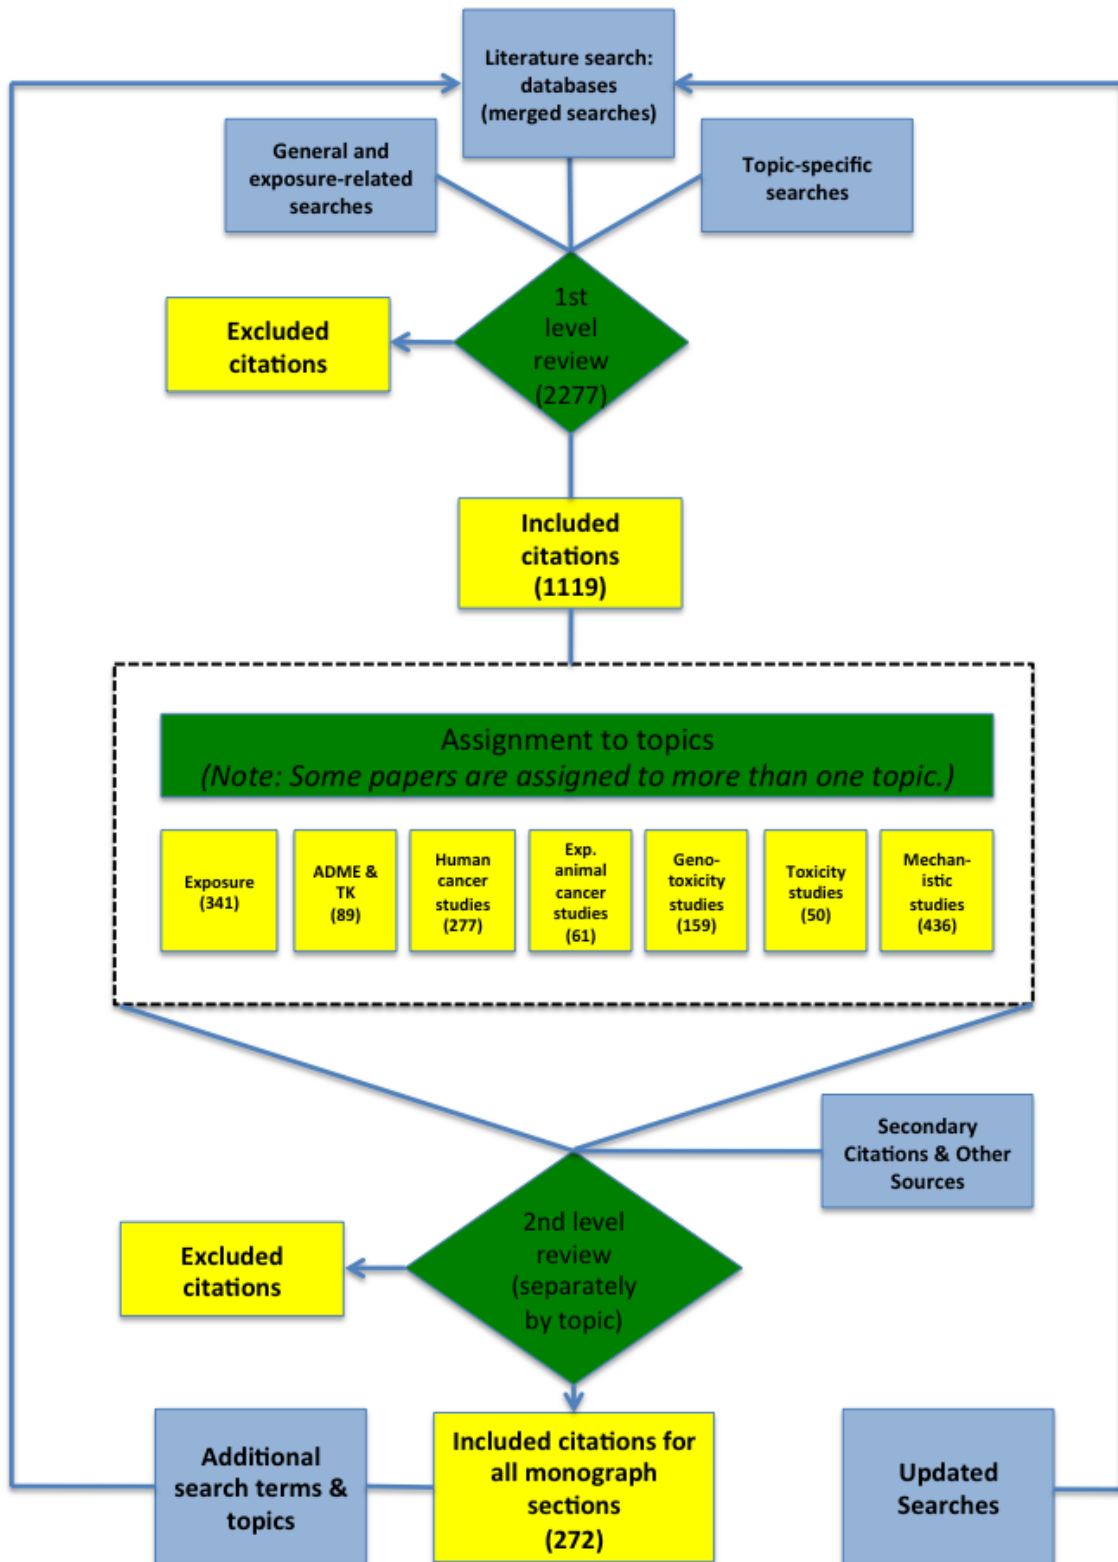 Literature search:
databases
(merged searches)
General and
exposure-related
searches
Topic-specific
searches
1st
level
review
(2277)
Excluded
citations
Included
citations
(1119)
Assignment to topics
(Note: Some papers are assigned to more than one topic.)
Exposure
(341)
ADME &
TK
(89)
Human
cancer
studies
(277)
Exp.
animal
cancer
studies
(61)
Geno-
toxicity
studies
(159)
Toxicity
studies
(50)
Mechan-
istic
studies
(436)
Secondary
Citations & Other
Sources
2nd level
review
(separately
by topic)
Excluded
citations
Additional
search terms &
topics
Included citations for
all monograph
sections
(272)
Updated
Searches